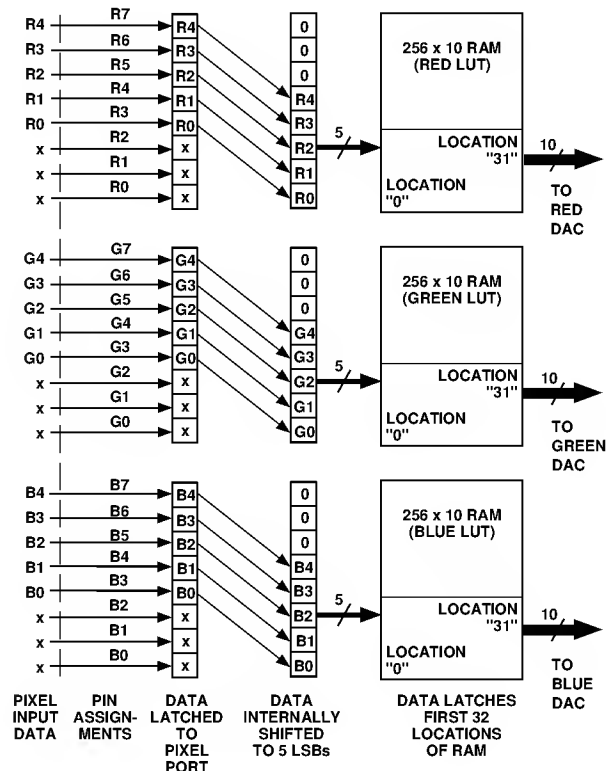 R4 R7 R4 0
R3 R6 R3 0
R2 R5 R2 0
R1 R4 R1 R4
R0 R3 R0 R3
x R2 x R2
x R1 x R1
x R0 x R0
5
256 x 10 RAM
(RED LUT)
LOCATION
"31"
LOCATION
"0"
10
TO
RED
DAC
G4 G7 G4 0
G3 G6 G3 0
G2 G5 G2 0
G1 G4 G1 G4
G0 G3 G0 G3
x G2 x G2
x G1 x G1
x G0 x G0
5
256 x 10 RAM
(GREEN LUT)
LOCATION
"31"
LOCATION
"0"
10
TO
GREEN
DAC
B4 B7 B4 0
B3 B6 B3 0
B2 B5 B2 0
B1 B4 B1 B4
B0 B3 B0 B3
x B2 x B2
x B1 x B1
x B0 x B0
5
256 x 10 RAM
(BLUE LUT)
LOCATION
"31"
LOCATION
"0"
10
TO
BLUE
DAC
PIXEL
INPUT
DATA
PIN
ASSIGN-
MENTS
DATA
LATCHED
TO
PIXEL
PORT
DATA
INTERNALLY
SHIFTED
TO 5 LSBs
DATA LATCHES
FIRST 32
LOCATIONS
OF RAM